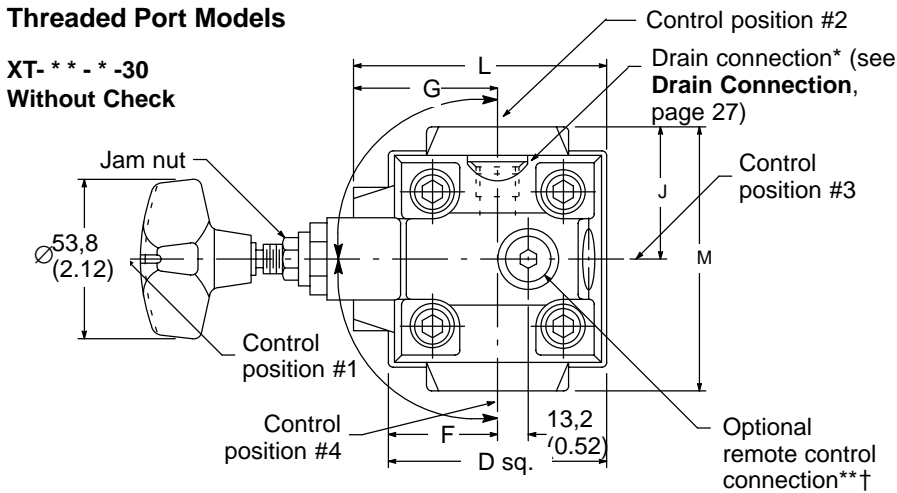 Threaded Port Models
XT- * * - * -30
Without Check
Control position #2
Drain connection* (see
Drain Connection,
page 27)
L
G
Jam nut
Control
position #3
J
M
∅53,8
(2.12)
Control
position #1
Control
position #4
F
13,2
(0.52)
D sq.
Optional
remote control
connection**†